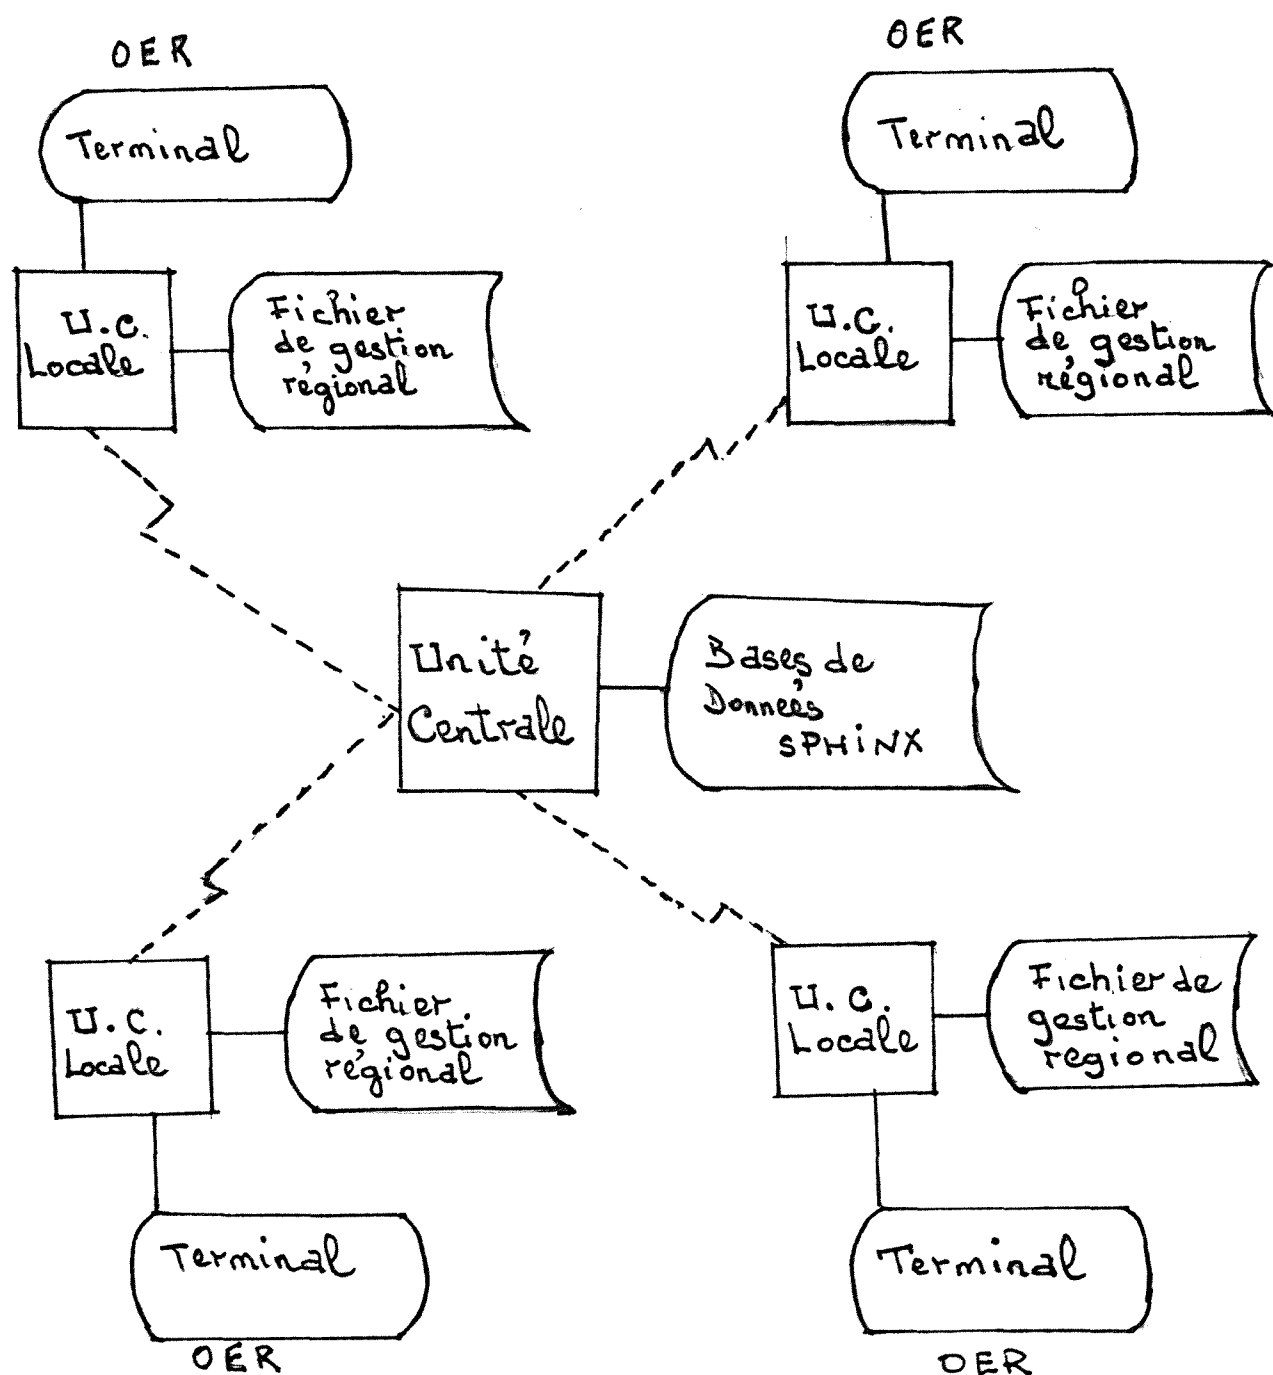 OER
Terminal
U.C.
Locale
Fichier
de gestion
régional
OER
Terminal
U.C.
Locale
Fichier
de gestion
régional
Unité
Centrale
Bases de
Données
SPHINX
U.C.
Locale
Fichier
de gestion
régional
Terminal
OER
U.C.
Locale
Fichier de
gestion
regional
Terminal
OER